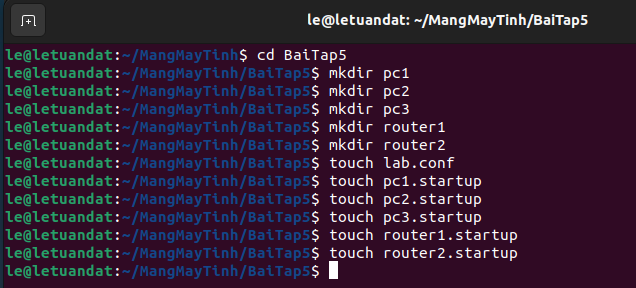 le@letuandat: ~/MangMayTinh/BaiTap5
le@letuandat:~/MangMayTinh$ cd BaiTap5
le@letuandat:~/MangMayTinh/BaiTap5$ mkdir pc1
le@letuandat:~/MangMayTinh/BaiTap5$ mkdir pc2
le@letuandat:~/MangMayTinh/BaiTap5$ mkdir pc3
le@letuandat:~/MangMayTinh/BaiTap5$ mkdir router1
le@letuandat:~/MangMayTinh/BaiTap5$ mkdir router2
le@letuandat:~/MangMayTinh/BaiTap5$ touch lab.conf
le@letuandat:~/MangMayTinh/BaiTap5$ touch pc1.startup
le@letuandat:~/MangMayTinh/BaiTap5$ touch pc2.startup
le@letuandat:~/MangMayTinh/BaiTap5$ touch pc3.startup
le@letuandat:~/MangMayTinh/BaiTap5$ touch router1.startup
le@letuandat:~/MangMayTinh/BaiTap5$ touch router2.startup
le@letuandat:~/MangMayTinh/BaiTap5$